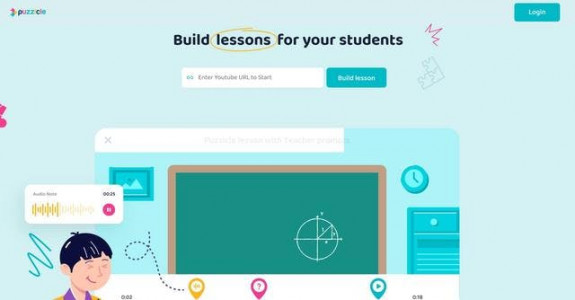 puzzicle
Login
Build lessons for your students
Enter Youtube URL to Start
Build lesson
Puzzicle lesson with Teacher presence
Audio Note
00:25
0:02
0:18